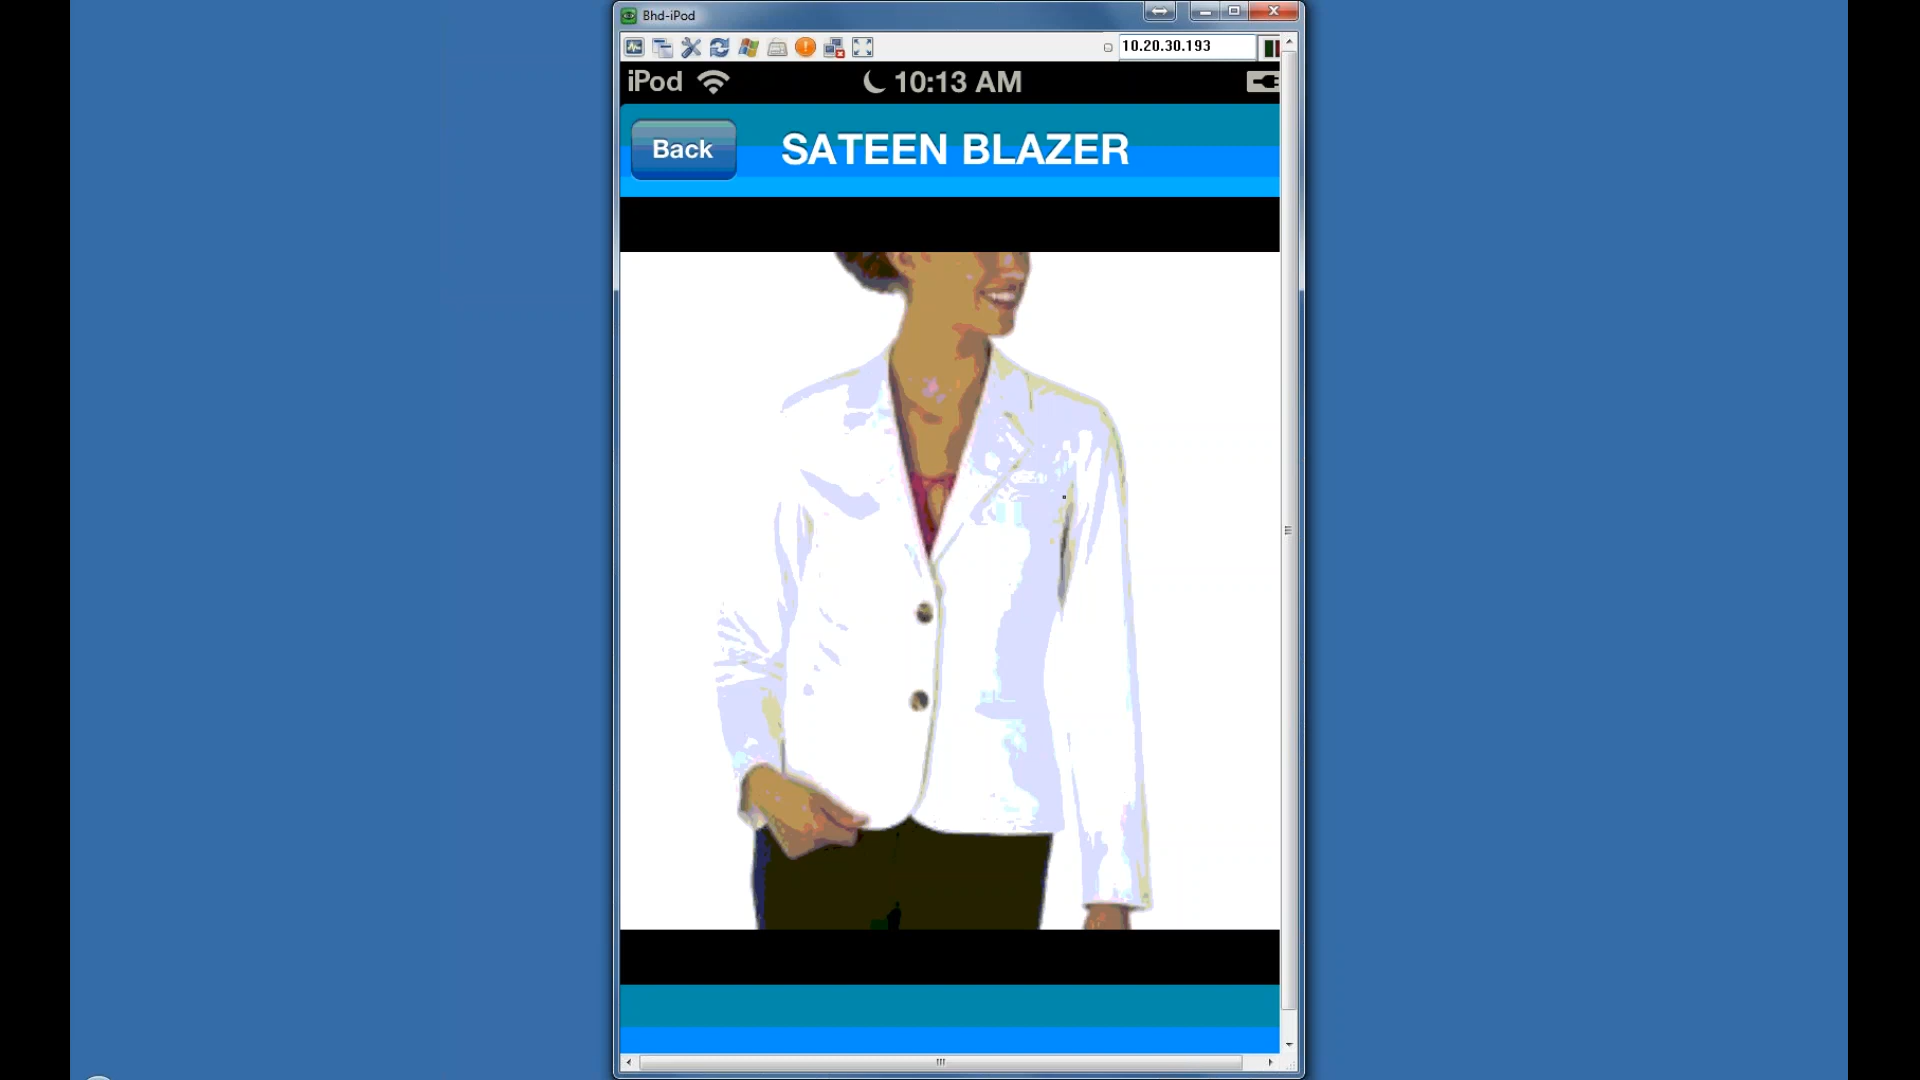 Bhd-iPod
10.20.30.193
iPod 10:13 AM
Back SATEEN BLAZER